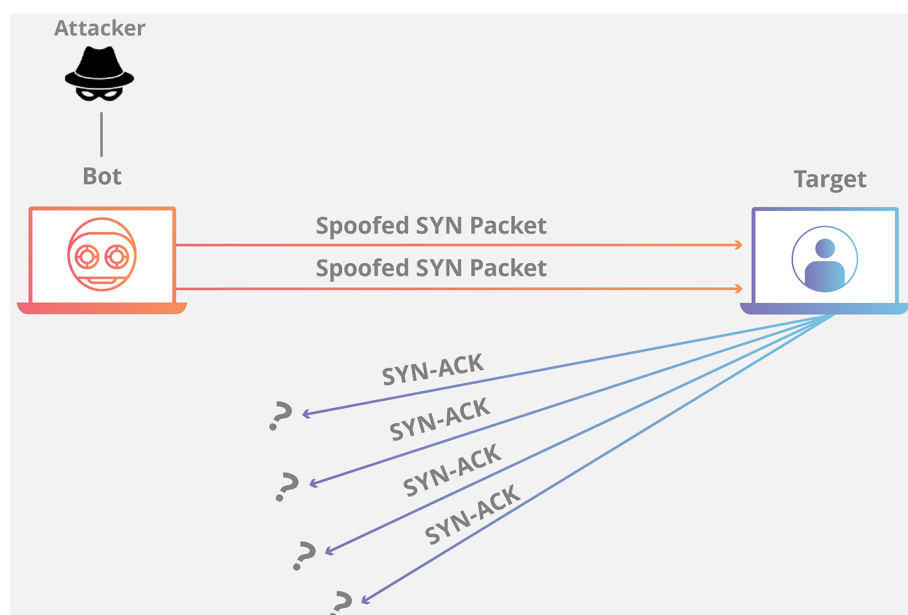 Attacker
Bot
Target
Spoofed SYN Packet
Spoofed SYN Packet
SYN-ACK
?
SYN-ACK
?
SYN-ACK
?
SYN-ACK
?